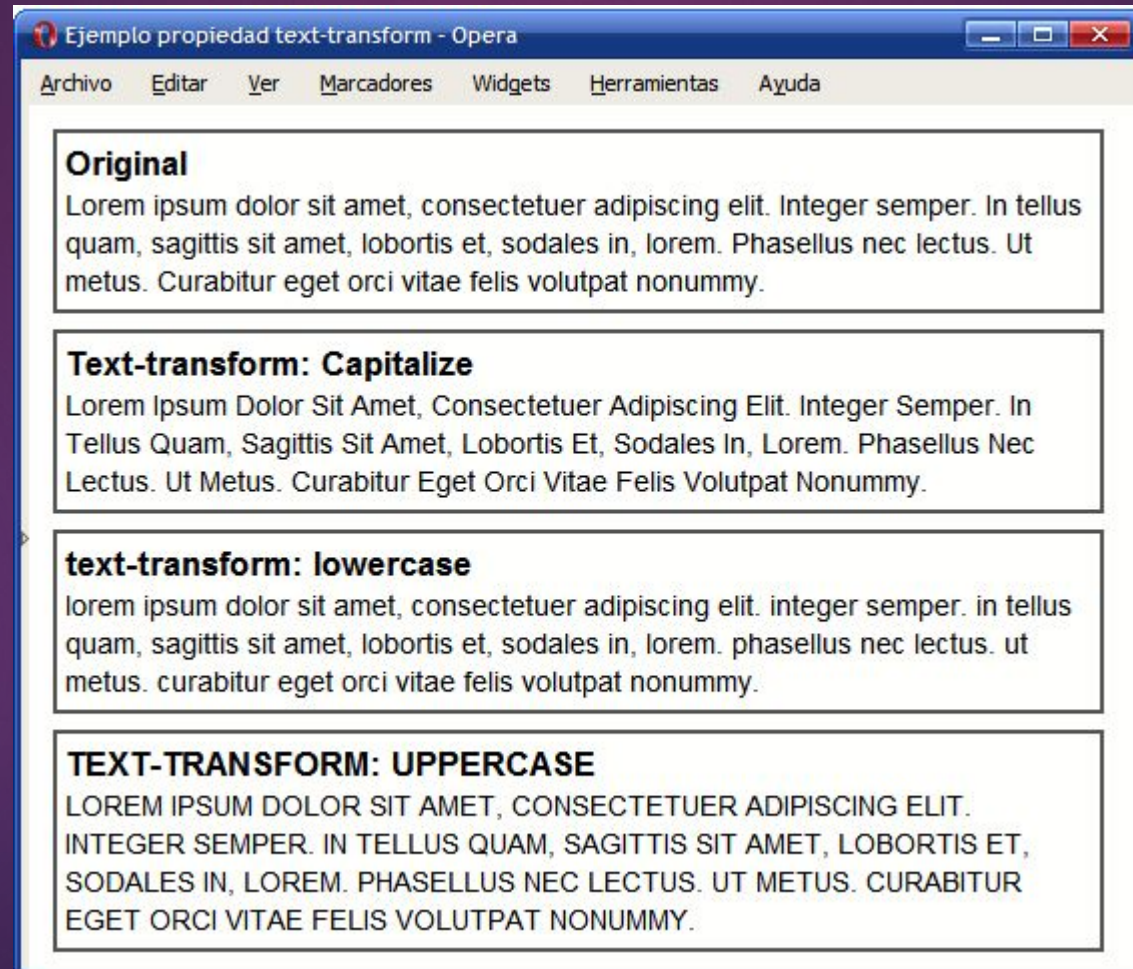 Ejemplo propiedad text-transform - Opera
Archivo Editar Ver Marcadores Widgets Herramientas Ayuda
Original
Lorem ipsum dolor sit amet, consectetuer adipiscing elit. Integer semper. In tellus
quam, sagittis sit amet, lobortis et, sodales in, lorem. Phasellus nec lectus. Ut
metus. Curabitur eget orci vitae felis volutpat nonummy.
Text-transform: Capitalize
Lorem Ipsum Dolor Sit Amet, Consectetuer Adipiscing Elit. Integer Semper. In
Tellus Quam, Sagittis Sit Amet, Lobortis Et, Sodales In, Lorem. Phasellus Nec
Lectus. Ut Metus. Curabitur Eget Orci Vitae Felis Volutpat Nonummy.
text-transform: lowercase
lorem ipsum dolor sit amet, consectetuer adipiscing elit. integer semper. in tellus
quam, sagittis sit amet, lobortis et, sodales in, lorem. phasellus nec lectus. ut
metus. curabitur eget orci vitae felis volutpat nonummy.
TEXT-TRANSFORM: UPPERCASE
LOREM IPSUM DOLOR SIT AMET, CONSECTETUER ADIPISCING ELIT.
INTEGER SEMPER. IN TELLUS QUAM, SAGITTIS SIT AMET, LOBORTIS ET,
SODALES IN, LOREM. PHASELLUS NEC LECTUS. UT METUS. CURABITUR
EGET ORCI VITAE FELIS VOLUTPAT NONUMMY.